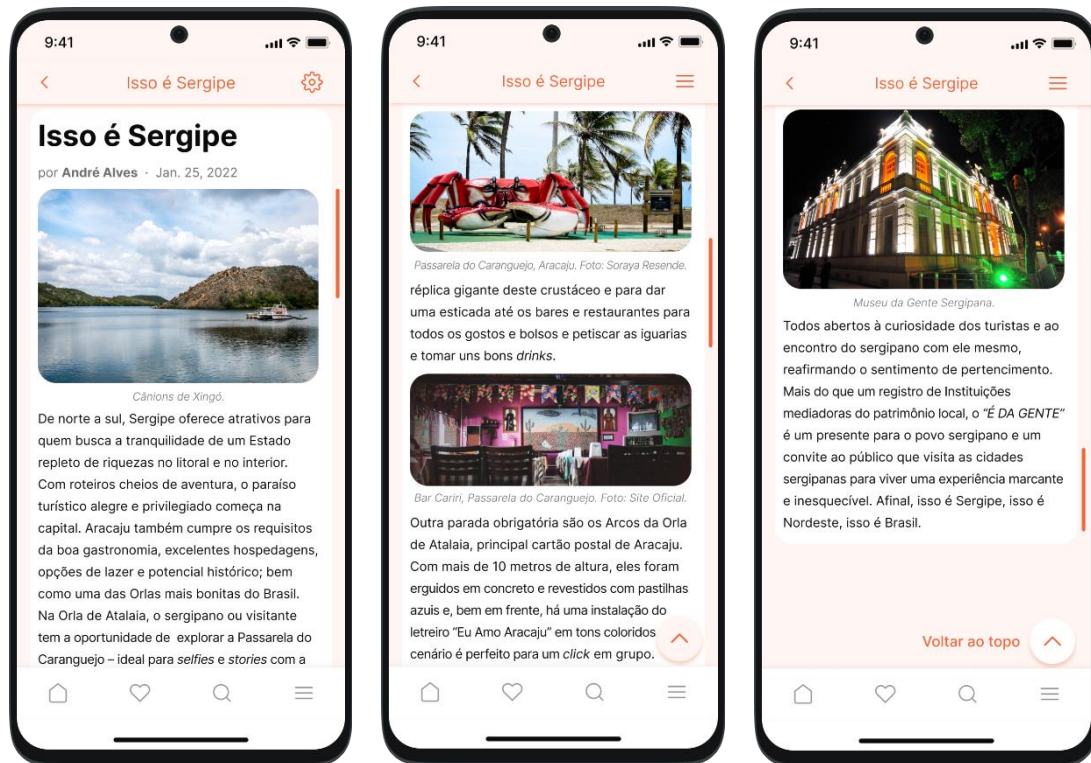 9:41
Isso é Sergipe
Isso é Sergipe
por André Alves · Jan. 25, 2022
Cânions de Xingó.
De norte a sul, Sergipe oferece atrativos para
quem busca a tranquilidade de um Estado
repleto de riquezas no litoral e no interior.
Com roteiros cheios de aventura, o paraíso
turístico alegre e privilegiado começa na
capital. Aracaju também cumpre os requisitos
da boa gastronomia, excelentes hospedagens,
opções de lazer e potencial histórico; bem
como uma das Orlas mais bonitas do Brasil.
Na Orla de Atalaia, o sergipano ou visitante
tem a oportunidade de explorar a Passarela do
Caranguejo – ideal para selfies e stories com a
9:41
Isso é Sergipe
Passarela do Caranguejo, Aracaju. Foto: Soraya Resende.
réplica gigante deste crustáceo e para dar
uma esticada até os bares e restaurantes para
todos os gostos e bolsos e petiscar as iguarias
e tomar uns bons drinks.
Bar Cariri, Passarela do Caranguejo. Foto: Site Oficial.
Outra parada obrigatória são os Arcos da Orla
de Atalaia, principal cartão postal de Aracaju.
Com mais de 10 metros de altura, eles foram
erguidos em concreto e revestidos com pastilhas
azuis e, bem em frente, há uma instalação do
letreiro “Eu Amo Aracaju” em tons coloridos
cenário é perfeito para um click em grupo.
9:41
Isso é Sergipe
Museu da Gente Sergipana.
Todos abertos à curiosidade dos turistas e ao
encontro do sergipano com ele mesmo,
reafirmando o sentimento de pertencimento.
Mais do que um registro de Instituições
mediadoras do patrimônio local, o “É DA GENTE”
é um presente para o povo sergipano e um
convite ao público que visita as cidades
sergipanas para viver uma experiência marcante
e inesquecível. Afinal, isso é Sergipe, isso é
Nordeste, isso é Brasil.
Voltar ao topo